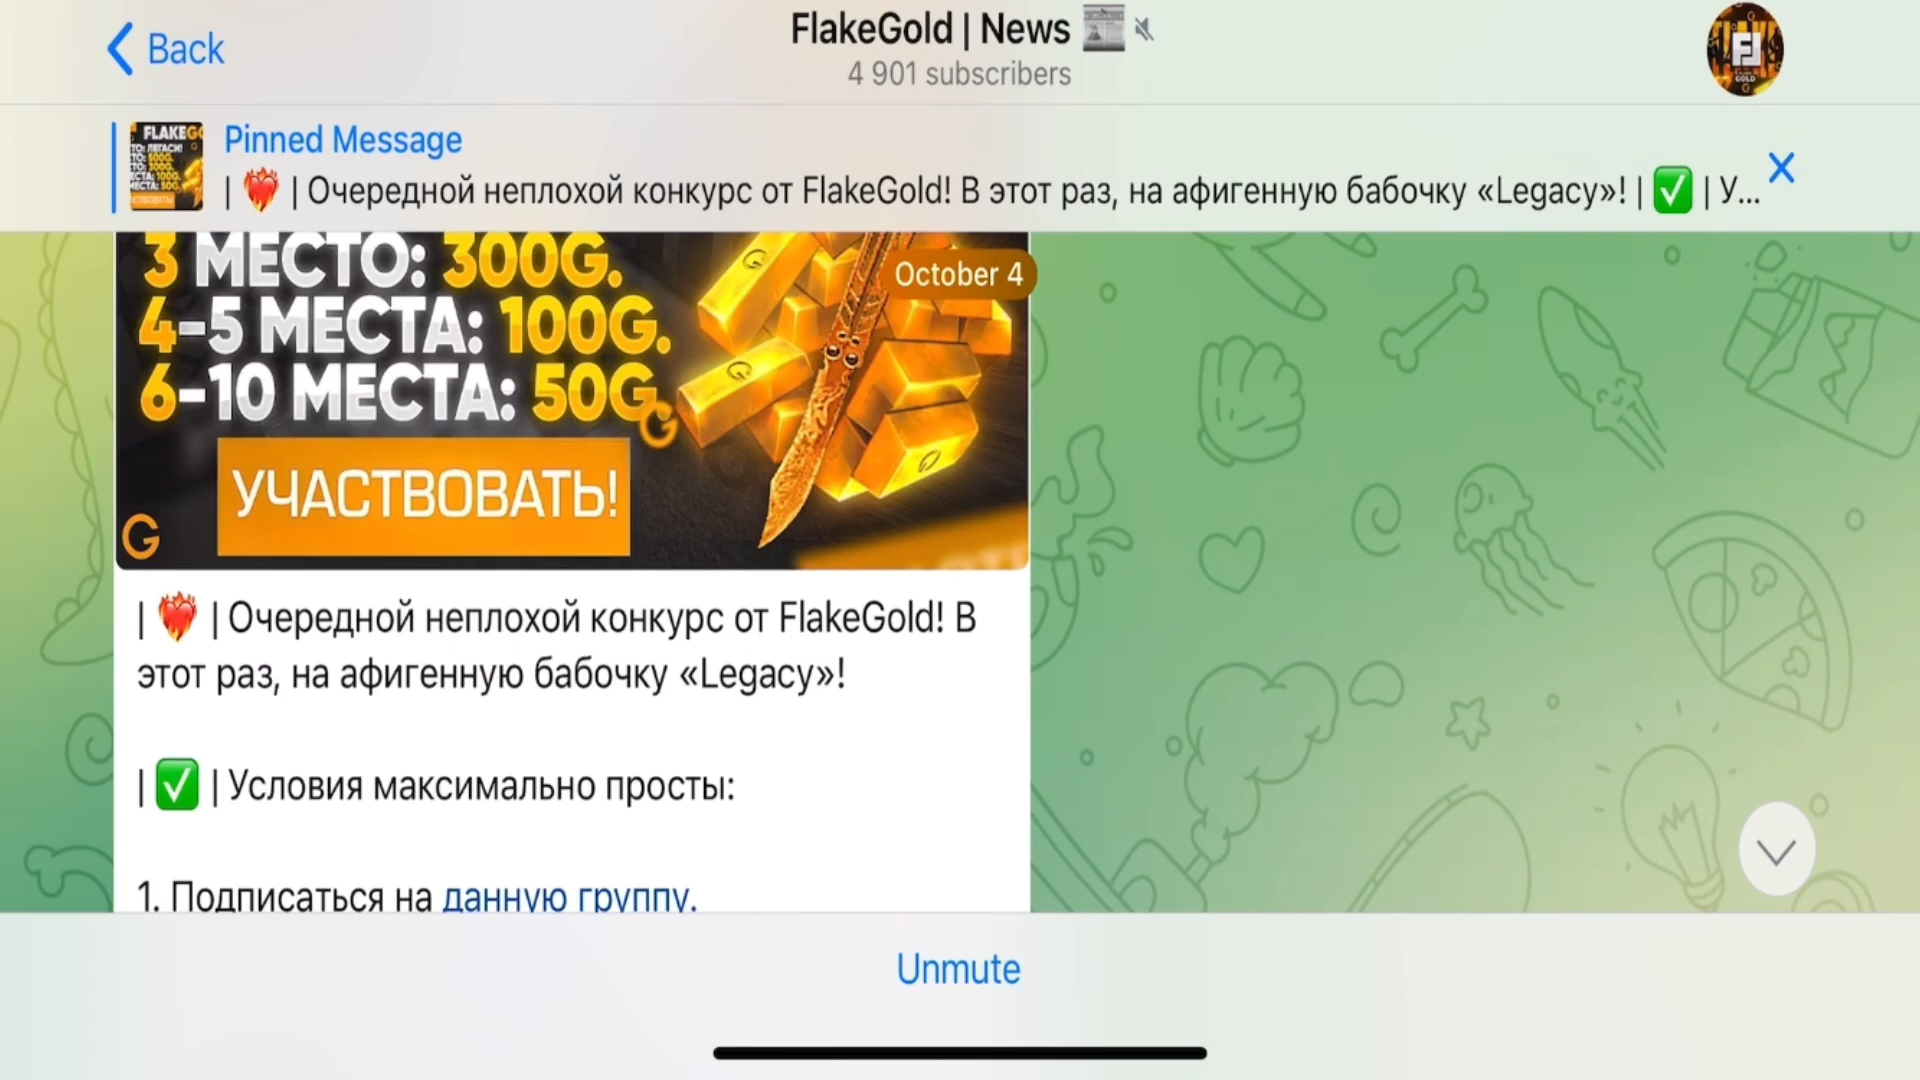 Back
FlakeGold | News
4 901 subscribers
FLAKEG
GOLD
Pinned Message
| ❤️‍🔥 | Очередной неплохой конкурс от FlakeGold! В этот раз, на афигенную бабочку «Legacy»! | ✅ | У...
3 МЕСТО: 300G.
October 4
4-5 МЕСТА: 100G.
6-10 МЕСТА: 50G.
УЧАСТВОВАТЬ!
| ❤️‍🔥 | Очередной неплохой конкурс от FlakeGold! В
этот раз, на афигенную бабочку «Legacy»!
| ✅ | Условия максимально просты:
1. Подписаться на данную группу.
Unmute